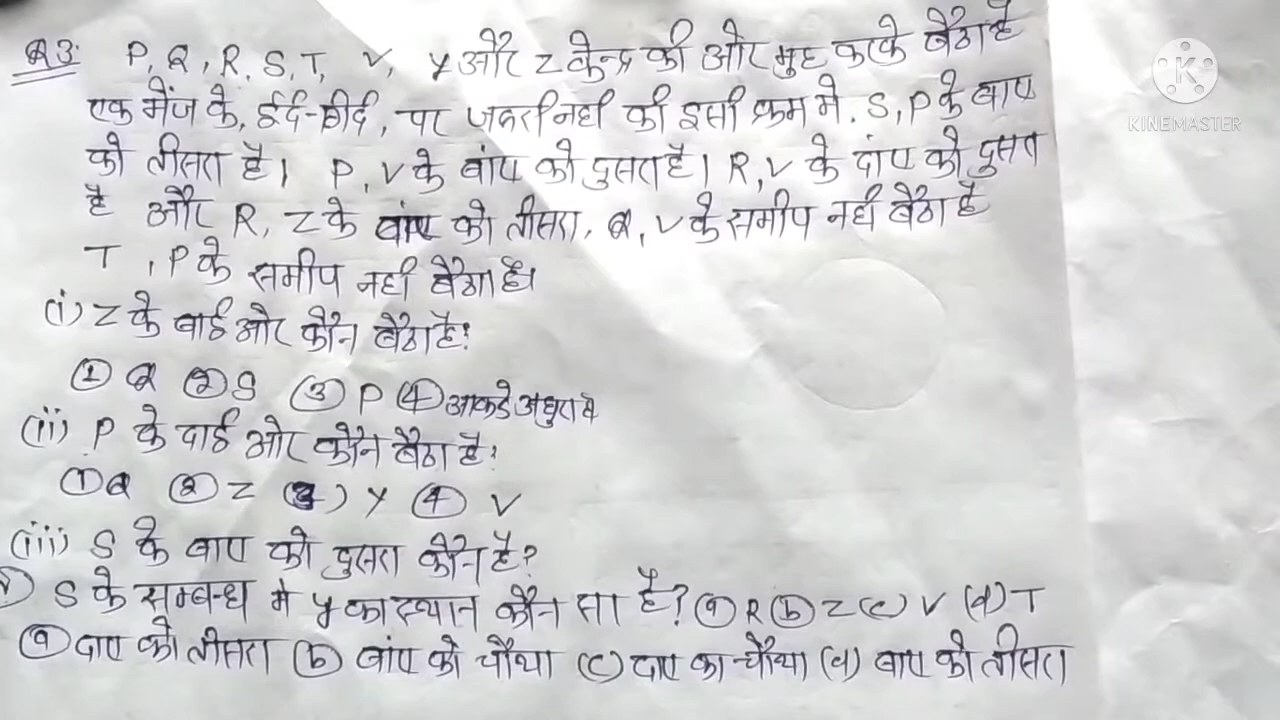 Q3. P, Q, R, S, T, V, Y और Z केन्द्र की ओर मुह करके बैठा है
एक मेंज के, ईर्द-बीर्द, पर जरुरी नहीं की इसी क्रम मे. S, P के बाए
को तीसरा है। P, V के बांए को दुसरा है। R, V के दांए को दुसरा
है और R, Z के बांए को तीसरा, Q, V के समीप नहीं बैठा है
T, P के समीप नही बैठा है।
(i) Z के बाई ओर कौन बैठा है?
① Q ② S ③ P ④ आकडे अधुरा है
(ii) P के दाई ओर कौन बैठा है?
① Q ② Z (3) Y ④ V
(iii) S के बाए को दुसरा कौन है?
S के सम्बन्ध मे Y का स्थान कौन सा है? (a) R (b) Z (c) V (d) T
(a) दाए को तीसरा (b) बांए को चौथा (c) दाए का चौथा (d) बाए को तीसरा
K
KINEMASTER